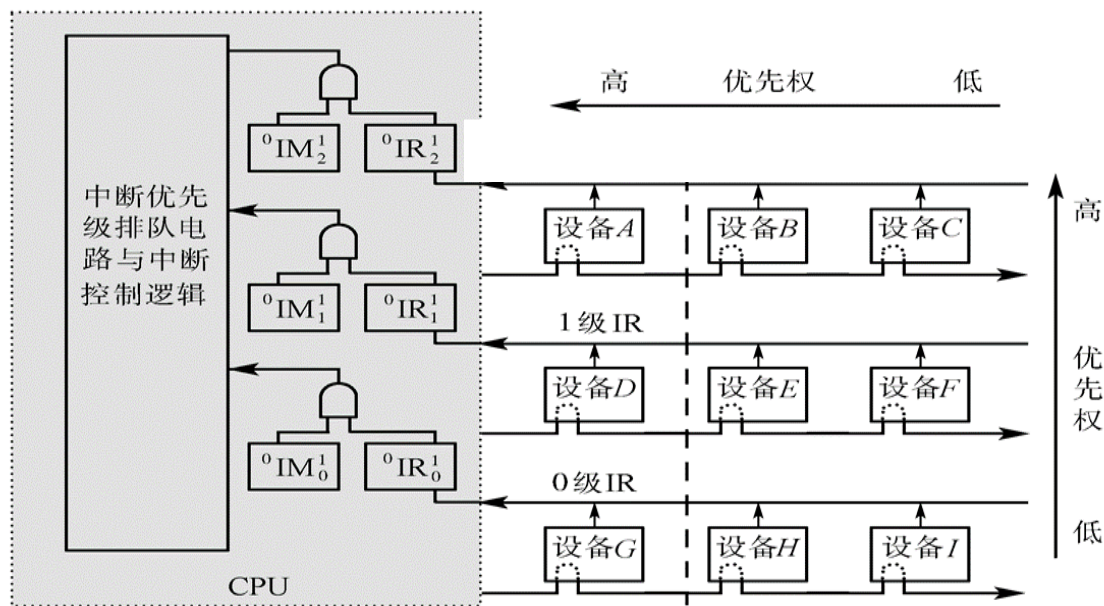 高 优先权 低
⁰IM¹₂ ⁰IR¹₂
中断优先
级排队电
路与中断
控制逻辑
设备A 设备B 设备C
高
⁰IM¹₁ ⁰IR¹₁
1级IR
设备D 设备E 设备F
优
先
权
⁰IM¹₀ ⁰IR¹₀
0级IR
设备G 设备H 设备I
低
CPU